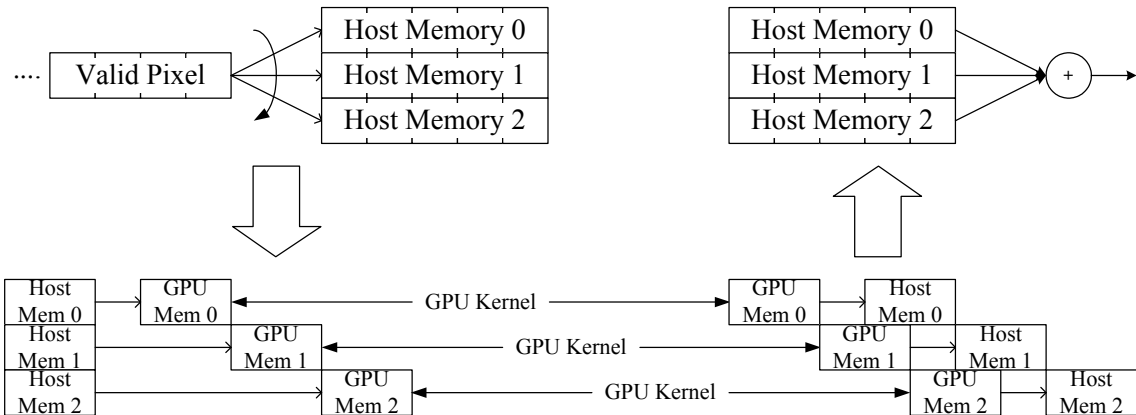 Host Memory 0
.... Valid Pixel
Host Memory 1
Host Memory 2
Host Memory 0
Host Memory 1
Host Memory 2
+
Host
Mem 0
GPU
Mem 0
GPU Kernel
GPU
Mem 0
Host
Mem 0
Host
Mem 1
GPU
Mem 1
GPU Kernel
GPU
Mem 1
Host
Mem 1
Host
Mem 2
GPU
Mem 2
GPU Kernel
GPU
Mem 2
Host
Mem 2